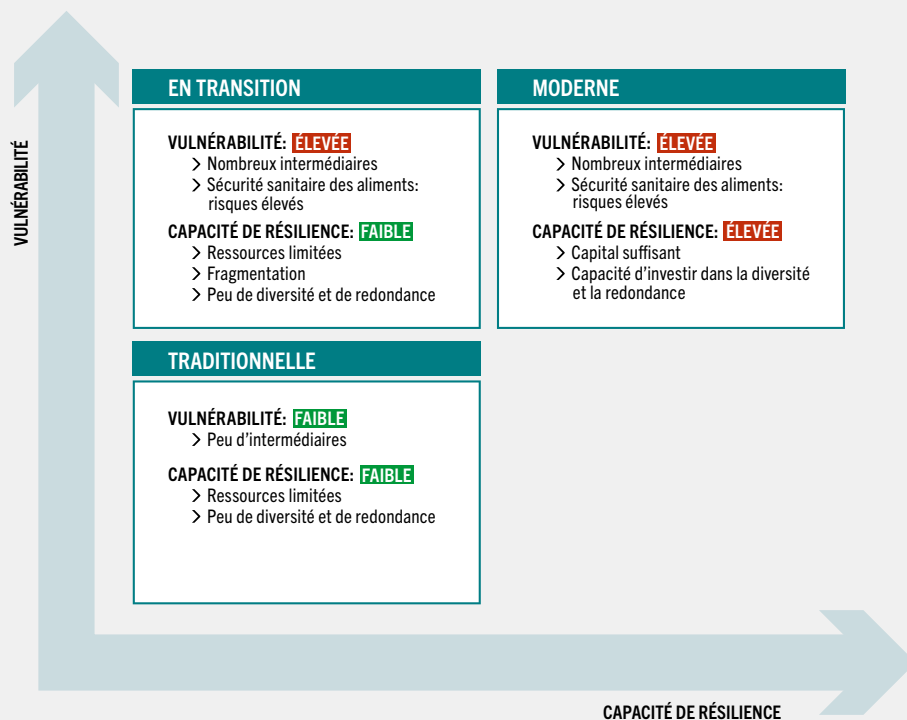 VULNÉRABILITÉ
EN TRANSITION
VULNÉRABILITÉ: ÉLEVÉE
> Nombreux intermédiaires
> Sécurité sanitaire des aliments:
risques élevés
CAPACITÉ DE RÉSILIENCE: FAIBLE
> Ressources limitées
> Fragmentation
> Peu de diversité et de redondance
MODERNE
VULNÉRABILITÉ: ÉLEVÉE
> Nombreux intermédiaires
> Sécurité sanitaire des aliments:
risques élevés
CAPACITÉ DE RÉSILIENCE: ÉLEVÉE
> Capital suffisant
> Capacité d'investir dans la diversité
et la redondance
TRADITIONNELLE
VULNÉRABILITÉ: FAIBLE
> Peu d'intermédiaires
CAPACITÉ DE RÉSILIENCE: FAIBLE
> Ressources limitées
> Peu de diversité et de redondance
CAPACITÉ DE RÉSILIENCE